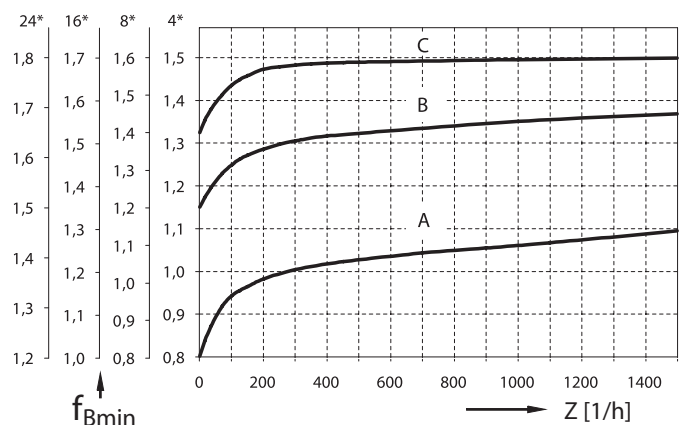 24* 16* 8* 4*
1,8 1,7 1,6 1,5
1,7 1,6 1,5 1,4
1,6 1,5 1,4 1,3
1,5 1,4 1,3 1,2
1,4 1,3 1,2 1,1
1,3 1,2 1,1 1,0
1,2 1,1 1,0 0,9
1,0 0,9 0,8
0,8
C
B
A
0 200 400 600 800 1000 1200 1400
fBmin
Z [1/h]